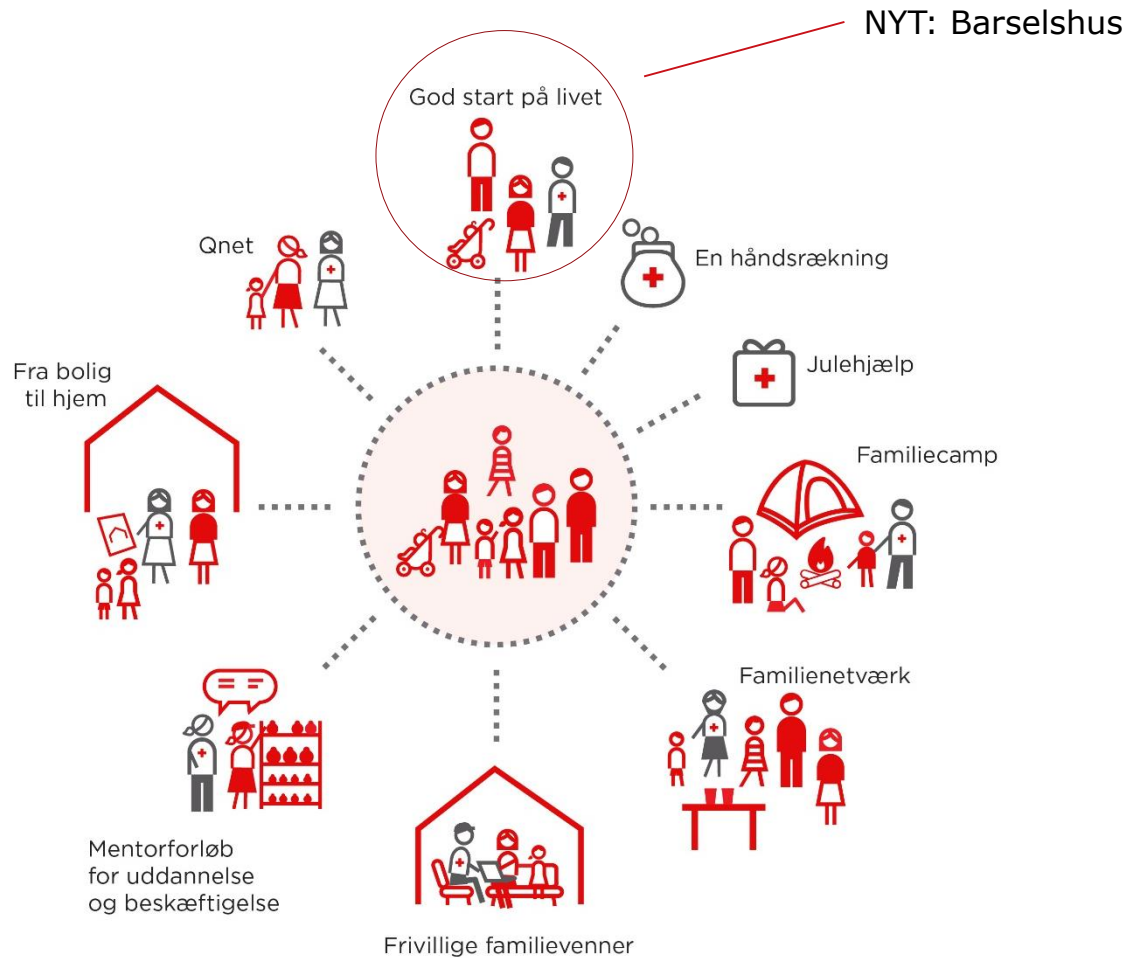 NYT: Barselshus
God start på livet
En håndsrækning
Julehjælp
Familiecamp
Familienetværk
Frivillige familievenner
Mentorforløb
for uddannelse
og beskæftigelse
Fra bolig
til hjem
Qnet